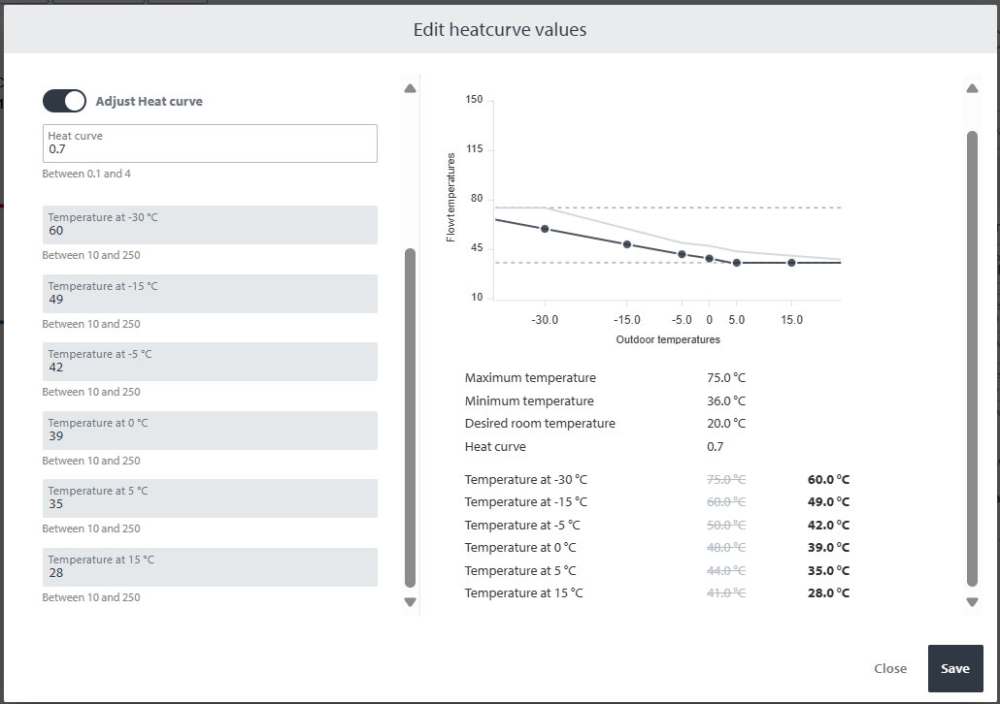 Edit heatcurve values
Adjust Heat curve
Heat curve
0.7
Between 0.1 and 4
Temperature at -30 °C
60
Between 10 and 250
Temperature at -15 °C
49
Between 10 and 250
Temperature at -5 °C
42
Between 10 and 250
Temperature at 0 °C
39
Between 10 and 250
Temperature at 5 °C
35
Between 10 and 250
Temperature at 15 °C
28
Between 10 and 250
150
115
80
45
10
Flowtemperatures
-30.0 -15.0 -5.0 0 5.0 15.0
Outdoor temperatures
Maximum temperature 75.0 °C
Minimum temperature 36.0 °C
Desired room temperature 20.0 °C
Heat curve 0.7
Temperature at -30 °C 75.0 °C 60.0 °C
Temperature at -15 °C 60.0 °C 49.0 °C
Temperature at -5 °C 50.0 °C 42.0 °C
Temperature at 0 °C 48.0 °C 39.0 °C
Temperature at 5 °C 44.0 °C 35.0 °C
Temperature at 15 °C 41.0 °C 28.0 °C
Close Save